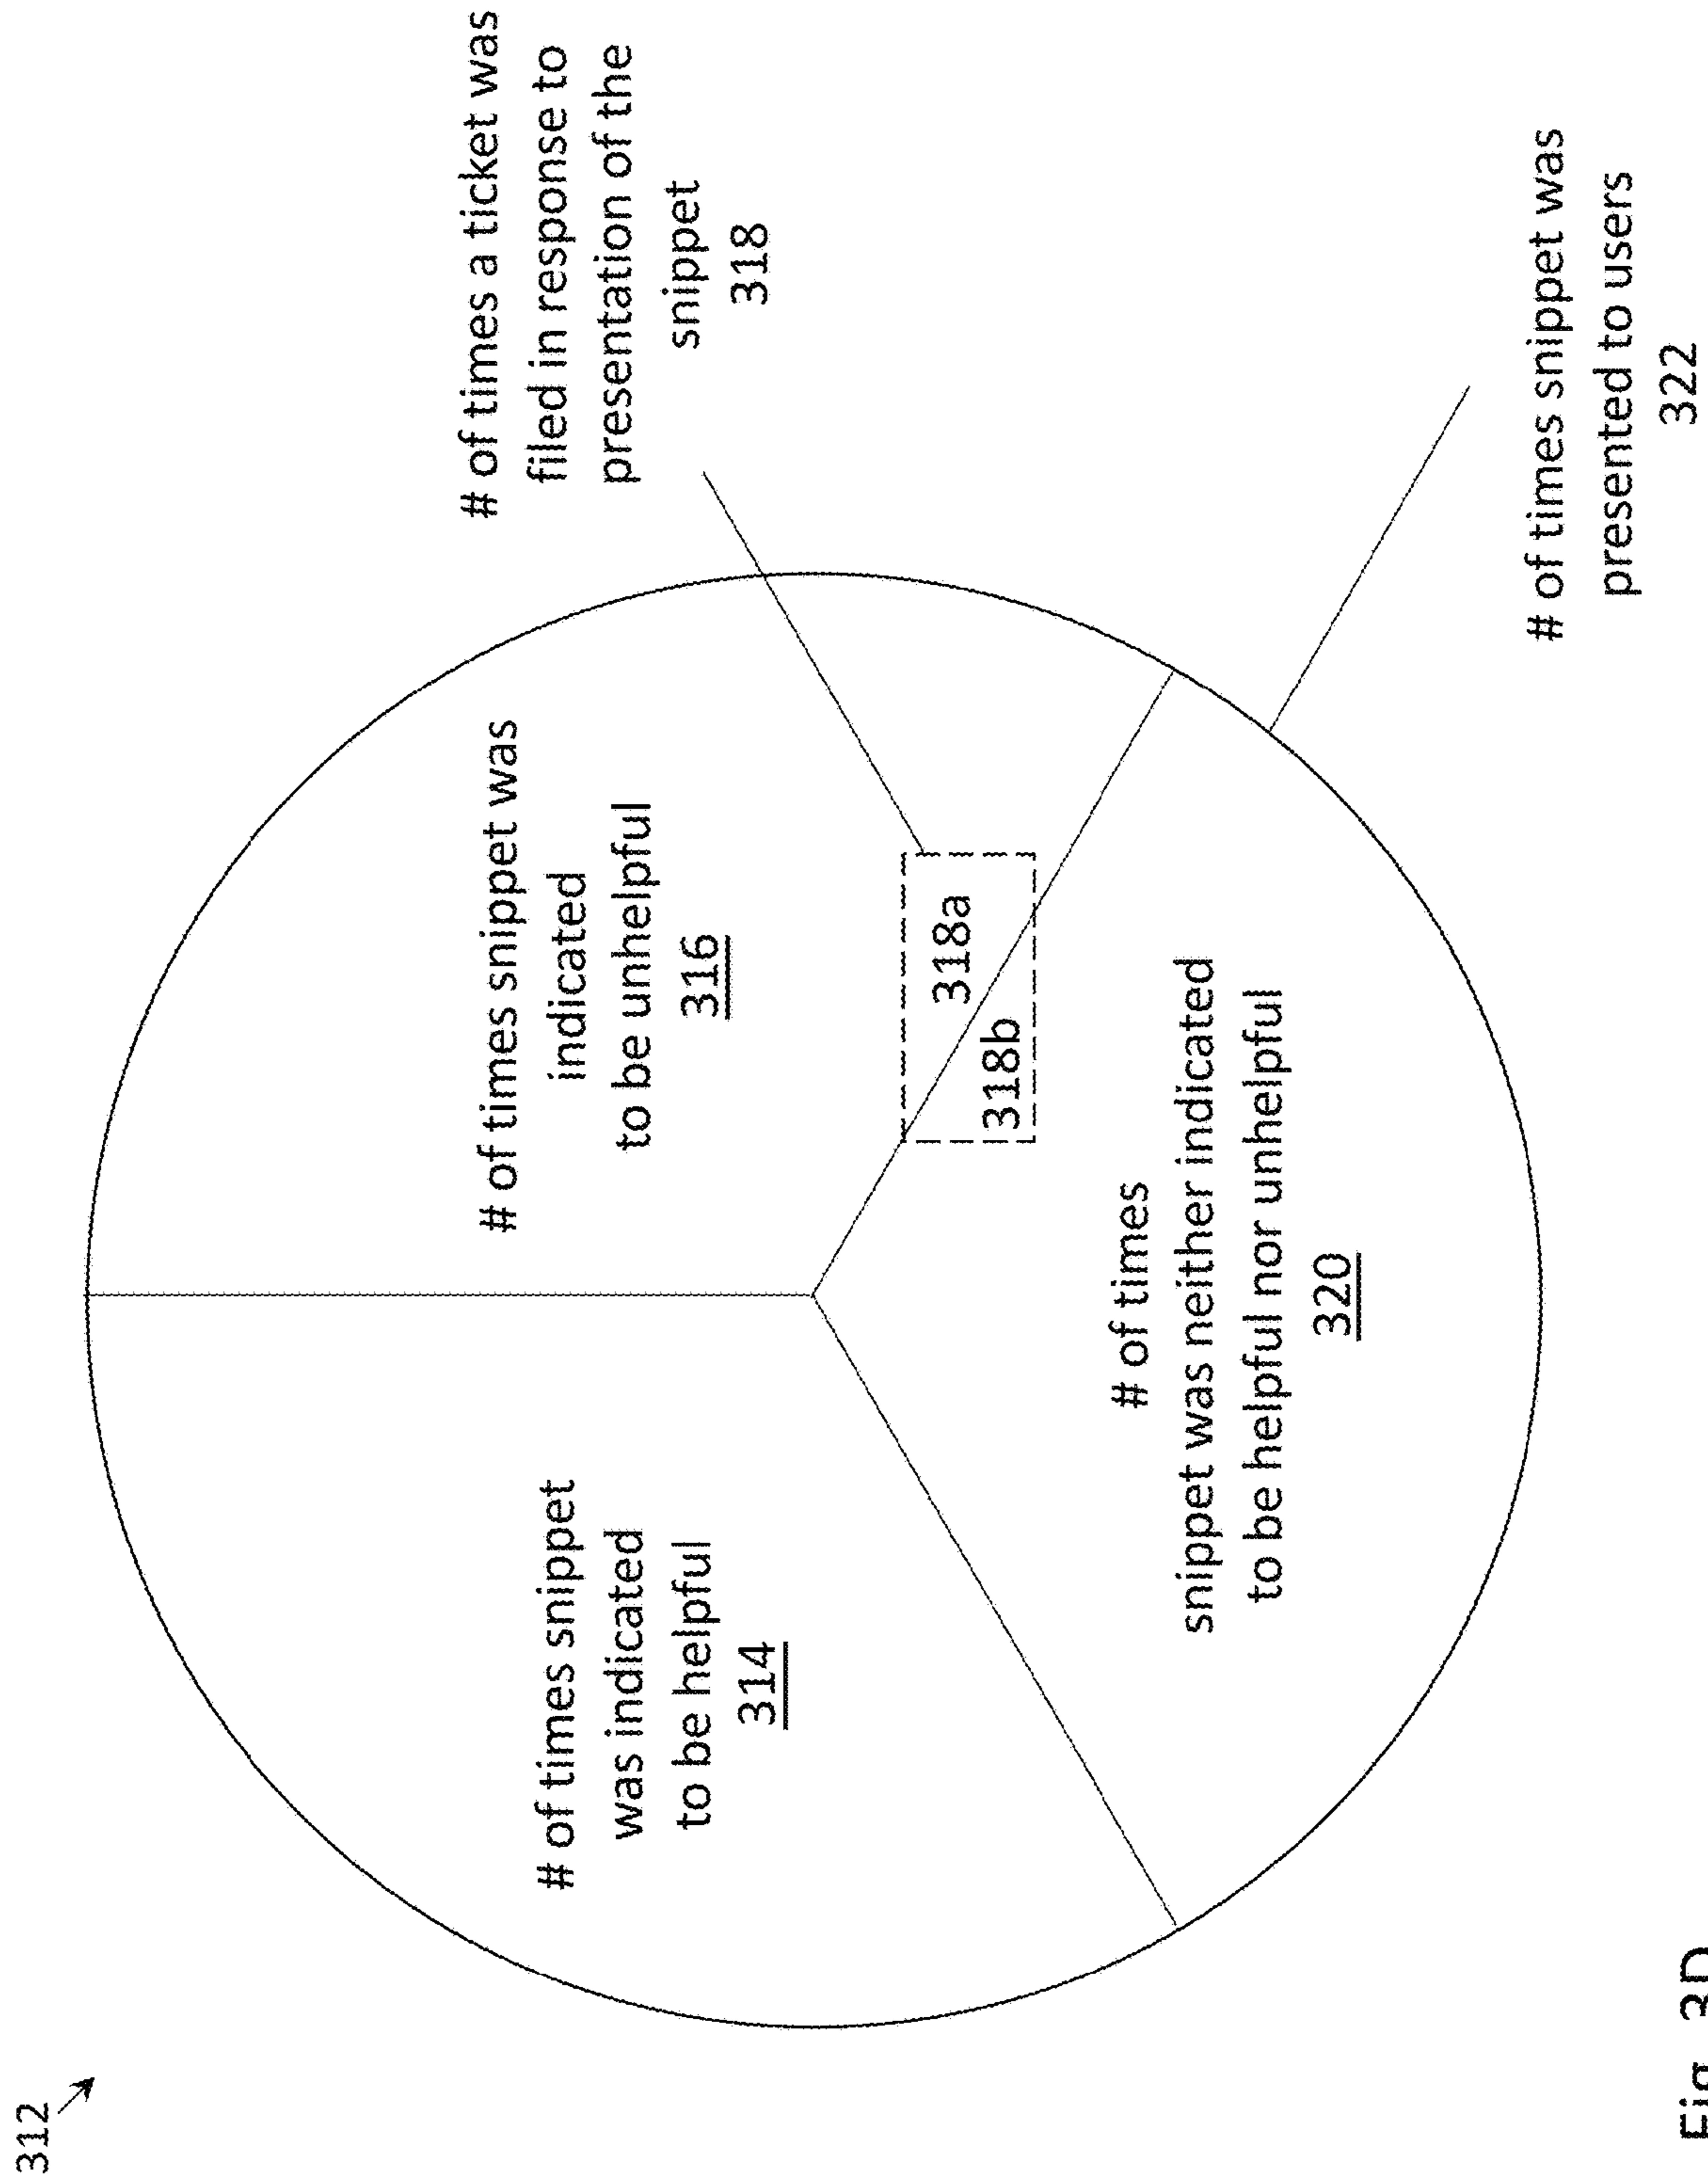 312
# of times snippet
was indicated
to be helpful
314
# of times snippet was
indicated
to be unhelpful
316
# of times a ticket was
filed in response to
presentation of the
snippet
318
318a
318b
# of times
snippet was neither indicated
to be helpful nor unhelpful
320
# of times snippet was
presented to users
322
Fig. 3D